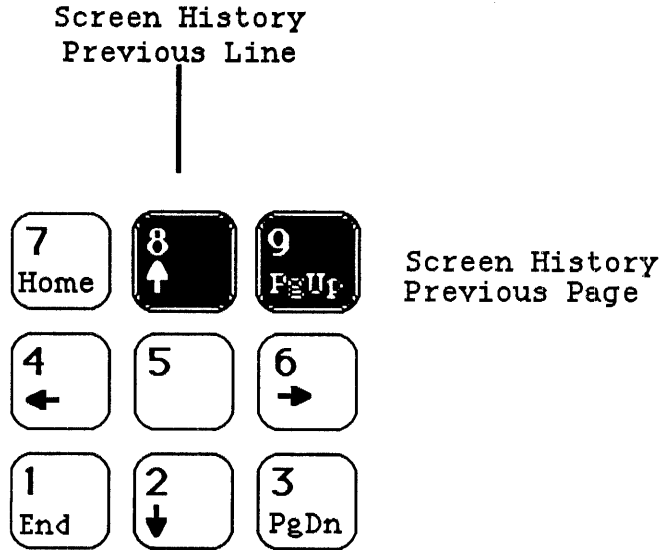 Screen History
Previous Line
7
Home
8
9
PgUp
Screen History
Previous Page
4
5
6
1
End
2
3
PgDn